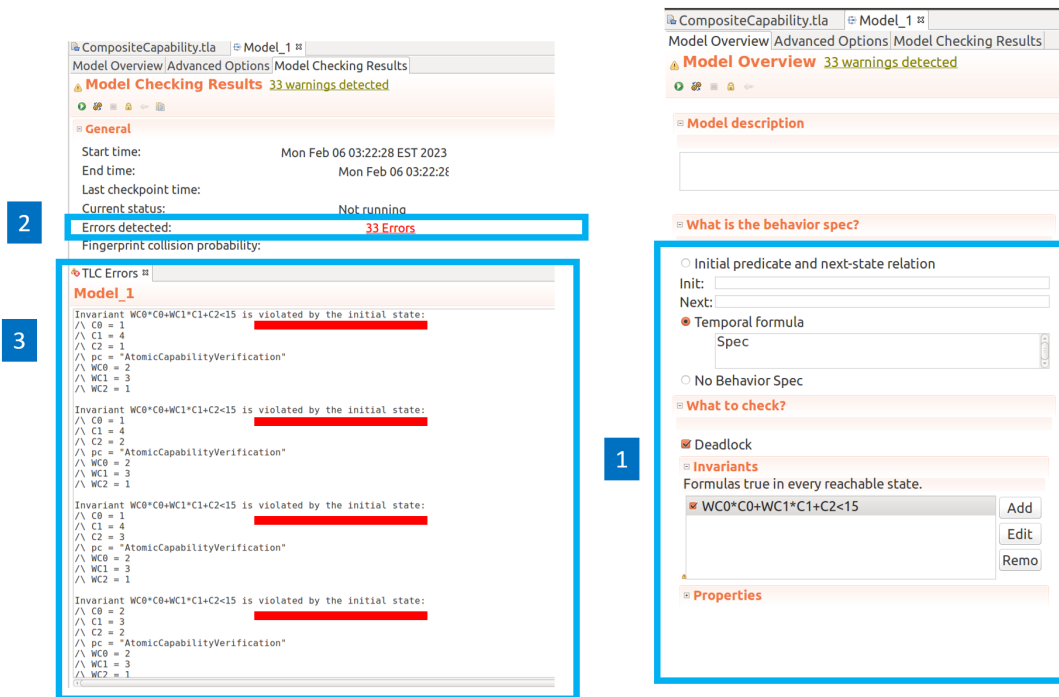 CompositeCapability.tla Model_1
Model Overview Advanced Options Model Checking Results
Model Checking Results 33 warnings detected
General
Start time: Mon Feb 06 03:22:28 EST 2023
End time: Mon Feb 06 03:22:28
Last checkpoint time:
Current status: Not running
2
Errors detected: 33 Errors
Fingerprint collision probability:
TLC Errors
Model_1
3
Invariant WC0*C0+WC1*C1+C2<15 is violated by the initial state:
/\ C0 = 1
/\ C1 = 4
/\ C2 = 1
/\ pc = "AtomicCapabilityVerification"
/\ WC0 = 2
/\ WC1 = 3
/\ WC2 = 1
Invariant WC0*C0+WC1*C1+C2<15 is violated by the initial state:
/\ C0 = 1
/\ C1 = 4
/\ C2 = 2
/\ pc = "AtomicCapabilityVerification"
/\ WC0 = 2
/\ WC1 = 3
/\ WC2 = 1
Invariant WC0*C0+WC1*C1+C2<15 is violated by the initial state:
/\ C0 = 1
/\ C1 = 4
/\ C2 = 3
/\ pc = "AtomicCapabilityVerification"
/\ WC0 = 2
/\ WC1 = 3
/\ WC2 = 1
Invariant WC0*C0+WC1*C1+C2<15 is violated by the initial state:
/\ C0 = 2
/\ C1 = 3
/\ C2 = 2
/\ pc = "AtomicCapabilityVerification"
/\ WC0 = 2
/\ WC1 = 3
/\ WC2 = 1
CompositeCapability.tla Model_1
Model Overview Advanced Options Model Checking Results
Model Overview 33 warnings detected
Model description
What is the behavior spec?
1
Initial predicate and next-state relation
Init:
Next:
Temporal formula
Spec
No Behavior Spec
What to check?
Deadlock
Invariants
Formulas true in every reachable state.
WC0*C0+WC1*C1+C2<15
Add
Edit
Remo
Properties